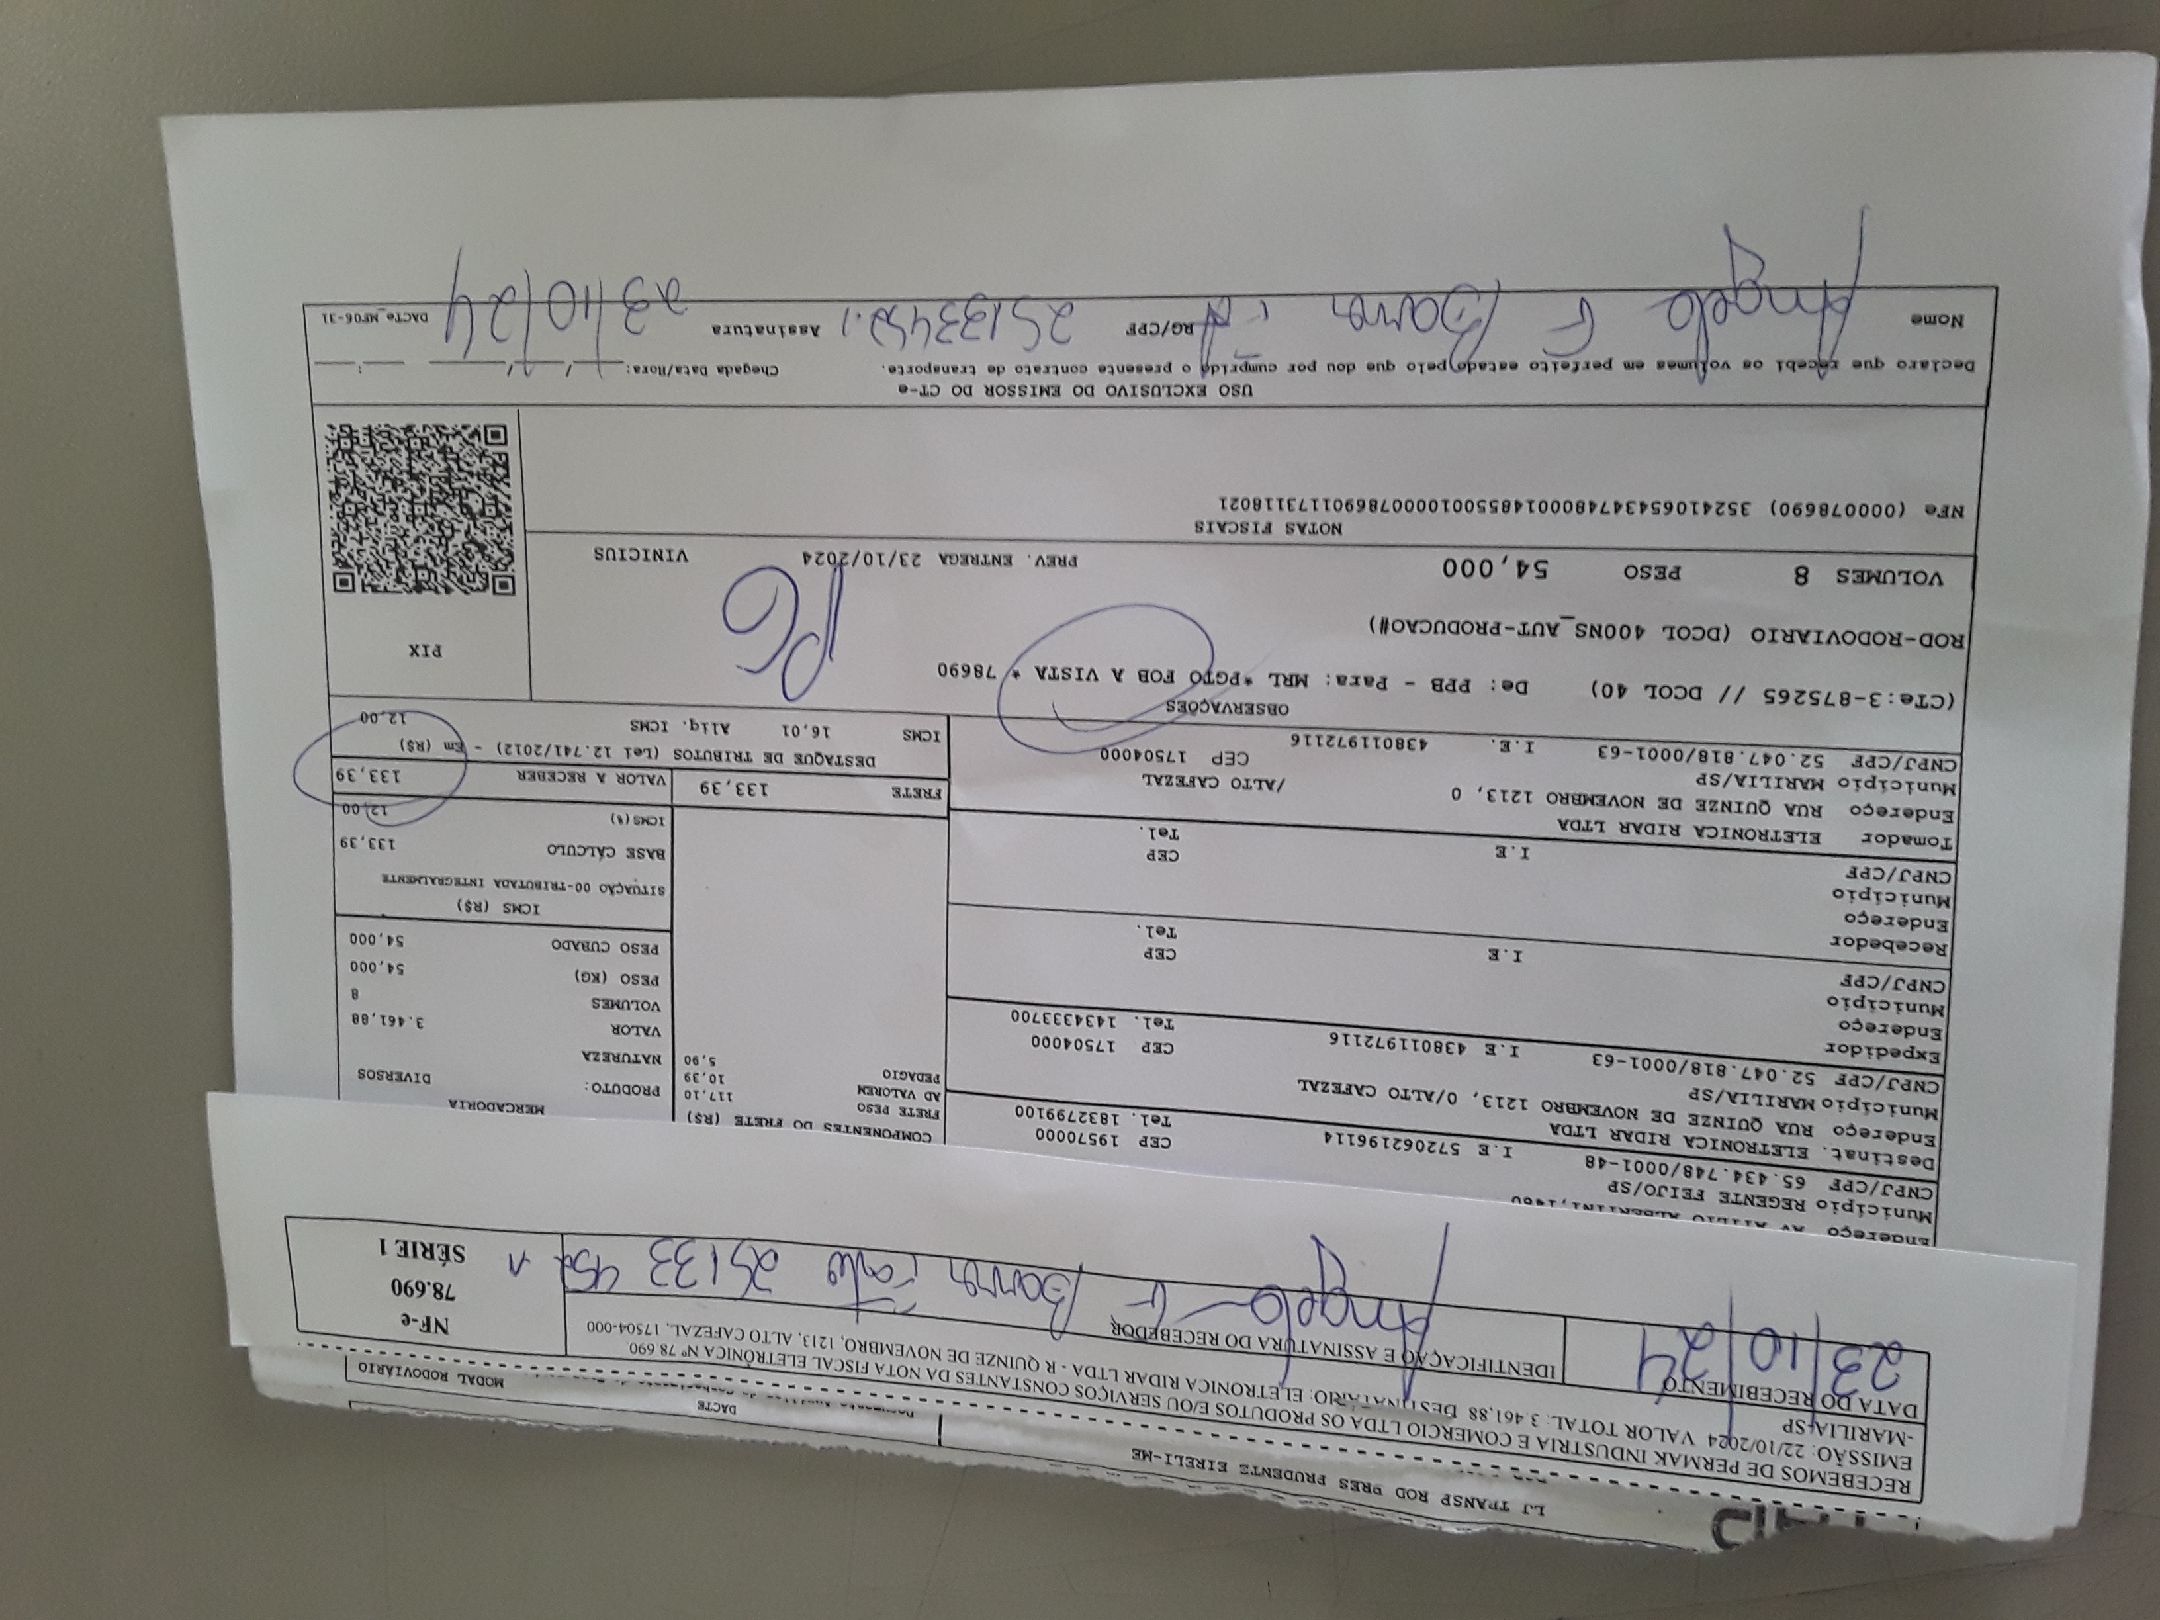 LJ TRANSP ROD PRES PRUDENTE EIRELI-ME
DACTE
MODAL RODOVIÁRIO
RECEBEMOS DE PERMAK INDUSTRIA E COMERCIO LTDA OS PRODUTOS E/OU SERVIÇOS CONSTANTES DA NOTA FISCAL ELETRÔNICA Nº 78.690
EMISSÃO: 22/10/2024 VALOR TOTAL: 3.461,88 DESTINATÁRIO: ELETRONICA RIDAR LTDA - R QUINZE DE NOVEMBRO, 1213, ALTO CAFEZAL, 17504-000
-MARILIA-SP
DATA DO RECEBIMENTO
23/10/24
IDENTIFICAÇÃO E ASSINATURA DO RECEBEDOR
Angelo F
NF-e
78.690
SÉRIE 1
Município REGENTE FEIJO/SP
CNPJ/CPF 65.434.748/0001-48 I.E 572062196114
CEP 19570000
Tel. 1832799100
Destinat. ELETRONICA RIDAR LTDA
Endereço RUA QUINZE DE NOVEMBRO 1213, 0/ALTO CAFEZAL
Município MARILIA/SP
CNPJ/CPF 52.047.818/0001-63 I.E 438011972116
CEP 17504000
Tel. 1434333700
Expedidor
Endereço
Município
CNPJ/CPF I.E
CEP
Tel.
Recebedor
Endereço
Município
CNPJ/CPF I.E
CEP
Tel.
Tomador ELETRONICA RIDAR LTDA
Endereço RUA QUINZE DE NOVEMBRO 1213, 0 /ALTO CAFEZAL
Município MARILIA/SP CEP 17504000
CNPJ/CPF 52.047.818/0001-63 I.E. 438011972116
COMPONENTES DO FRETE (R$)
FRETE PESO 117,10
AD VALOREM 10,39
PEDAGIO 5,90
FRETE 133,39
MERCADORIA
PRODUTO: DIVERSOS
NATUREZA
VALOR 3.461,88
VOLUMES 8
PESO (KG) 54,000
PESO CUBADO 54,000
ICMS (R$)
SITUAÇÃO 00-TRIBUTADA INTEGRALMENTE
BASE CÁLCULO 133,39
ICMS(%) 12,00
VALOR A RECEBER 133,39
DESTAQUE DE TRIBUTOS (Lei 12.741/2012) - Em (R$)
ICMS 16,01 Aliq. ICMS 12,00
OBSERVAÇÕES
(CTe:3-875265 // DCOL 40) De: PPB - Para: MRL *PGTO FOB A VISTA * 78690
ROD-RODOVIARIO (DCOL 400NS_AUT-PRODUCAO#)
PG
PIX
VOLUMES 8 PESO 54,000 PREV. ENTREGA 23/10/2024 VINICIUS
NOTAS FISCAIS
NFe (000078690) 35241065434748000148550010000786901173118021
USO EXCLUSIVO DO EMISSOR DO CT-e
Declaro que recebi os volumes em perfeito estado pelo que dou por cumprido o presente contrato de transporte. Chegada Data/Hora:
Nome Angelo F RG/CPF Assinatura 23/10/24 DACTe_MF06-31